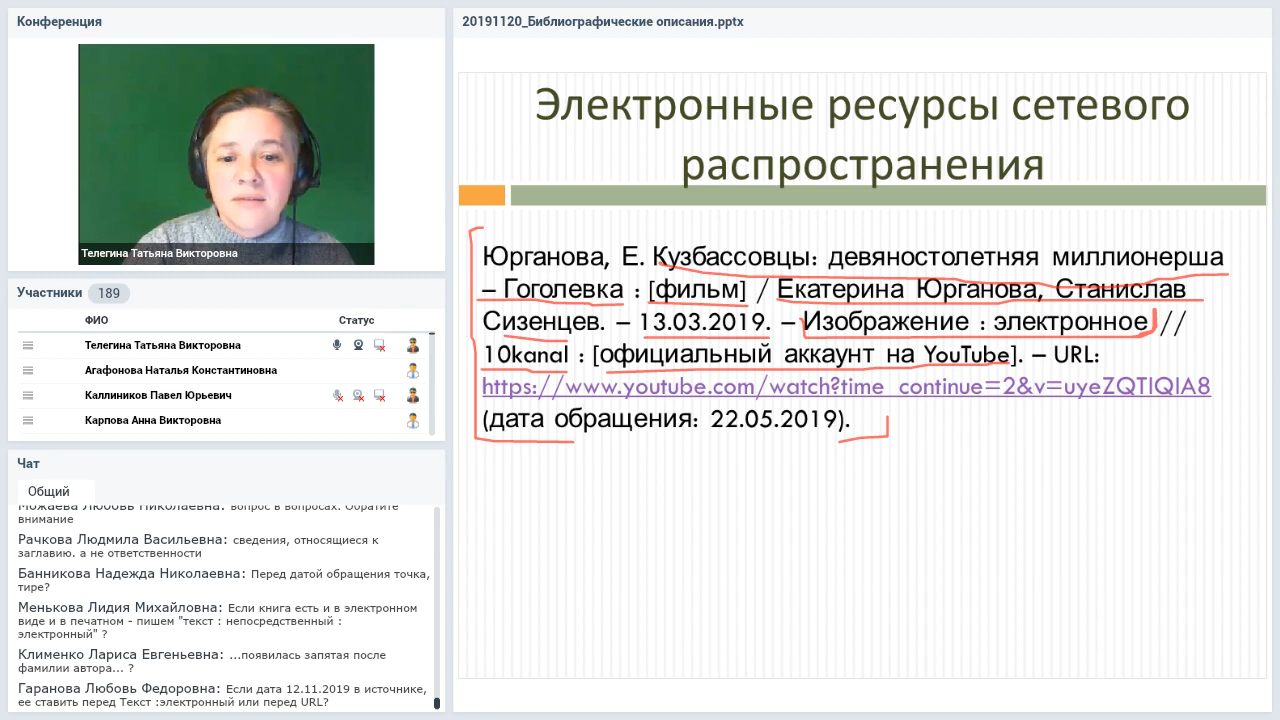 Конференция
Телегина Татьяна Викторовна
Участники 189
ФИО Статус
Телегина Татьяна Викторовна
Агафонова Наталья Константиновна
Каллиников Павел Юрьевич
Карпова Анна Викторовна
Чат
Общий
Можаева Любовь Николаевна: вопрос в вопросах. Обратите
внимание
Рачкова Людмила Васильевна: сведения, относящиеся к
заглавию. а не ответственности
Банникова Надежда Николаевна: Перед датой обращения точка,
тире?
Менькова Лидия Михайловна: Если книга есть и в электронном
виде и в печатном - пишем "текст : непосредственный :
электронный" ?
Клименко Лариса Евгеньевна: ...появилась запятая после
фамилии автора... ?
Гаранова Любовь Федоровна: Если дата 12.11.2019 в источнике,
ее ставить перед Текст :электронный или перед URL?
20191120_Библиографические описания.pptx
Электронные ресурсы сетевого
распространения
Юрганова, Е. Кузбассовцы: девяностолетняя миллионерша
– Гоголевка : [фильм] / Екатерина Юрганова, Станислав
Сизенцев. – 13.03.2019. – Изображение : электронное //
10kanal : [официальный аккаунт на YouTube]. – URL:
https://www.youtube.com/watch?time_continue=2&v=uyeZQTIQIA8
(дата обращения: 22.05.2019).